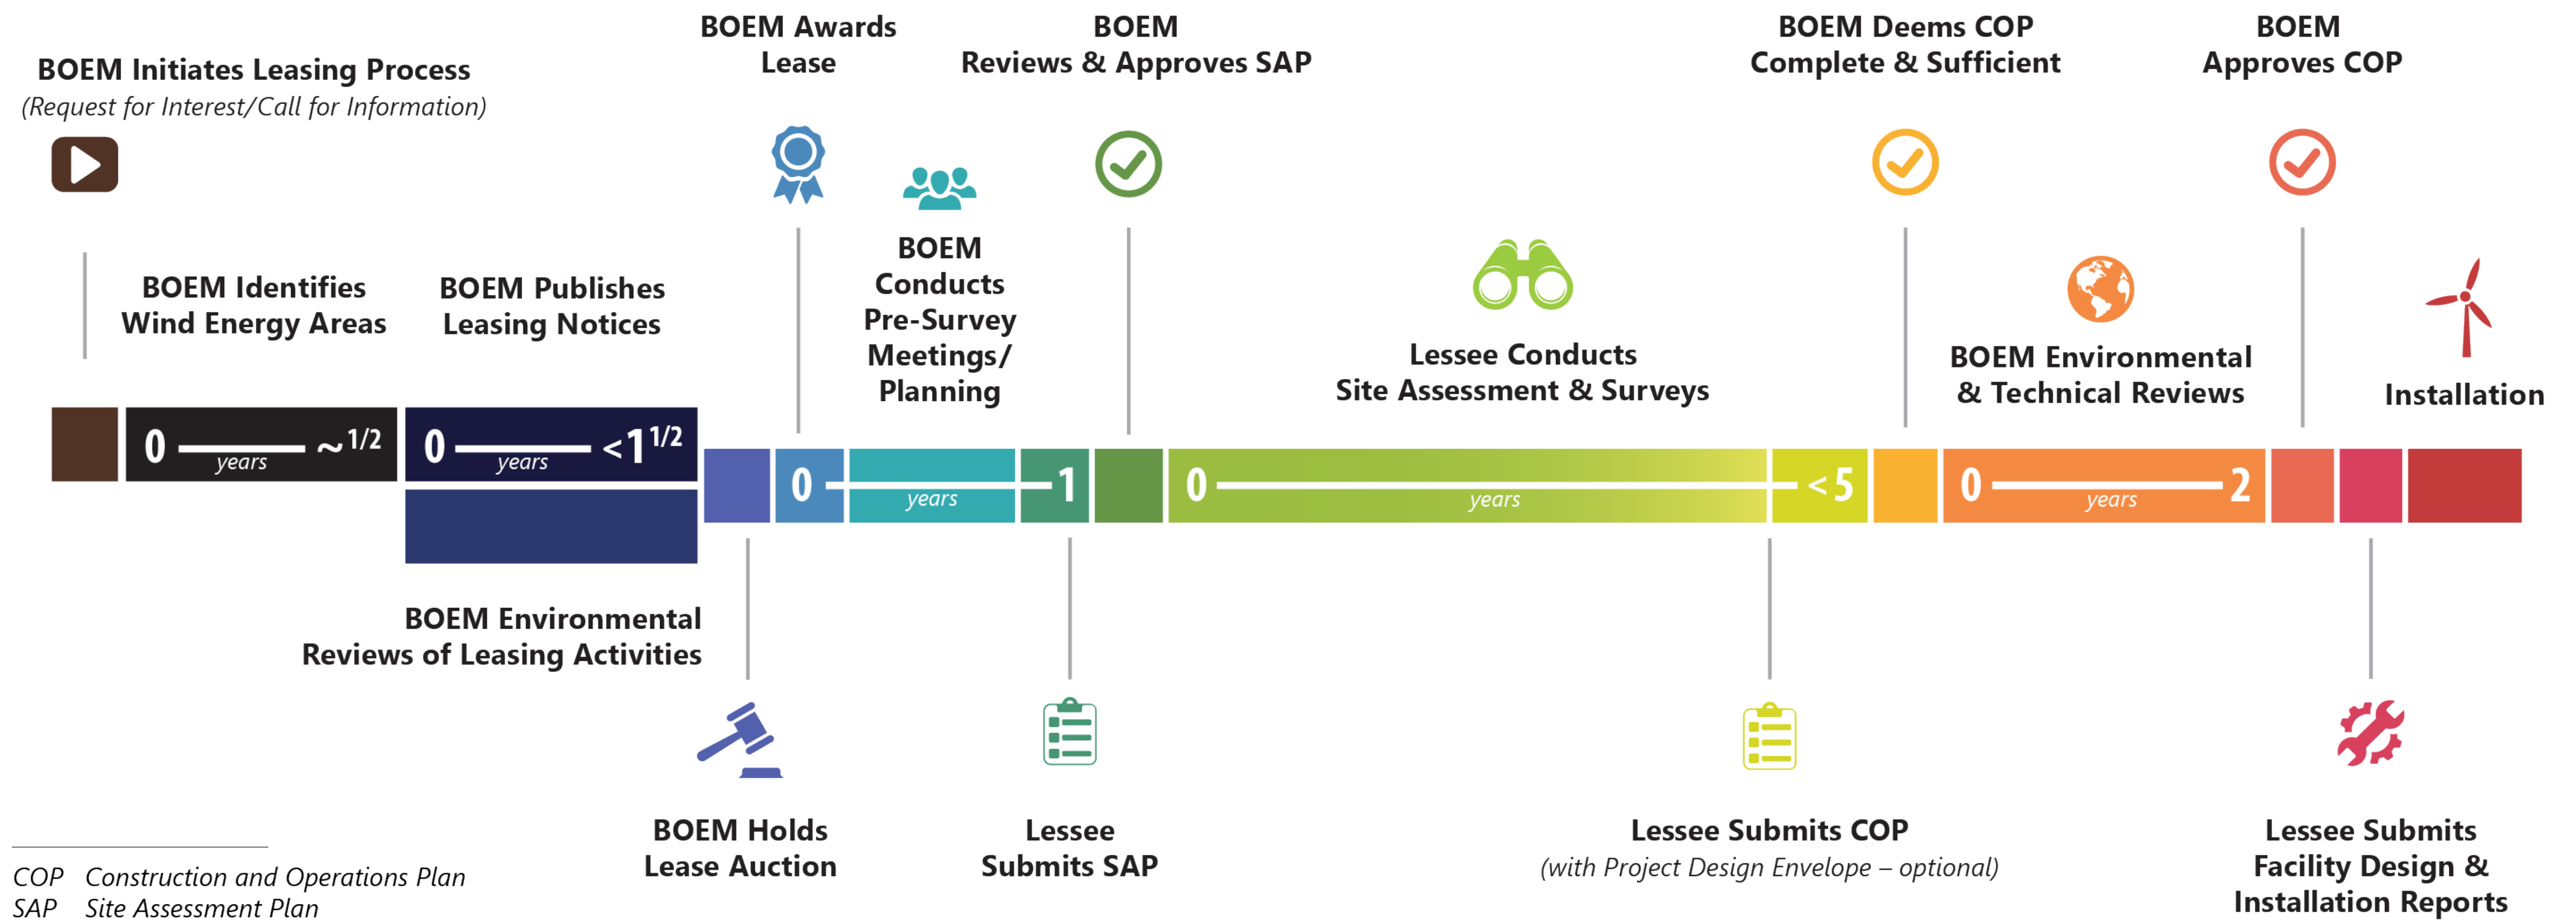 BOEM Initiates Leasing Process
(Request for Interest/Call for Information)
BOEM Identifies
Wind Energy Areas
BOEM Publishes
Leasing Notices
BOEM Awards
Lease
BOEM
Conducts
Pre-Survey
Meetings/
Planning
BOEM
Reviews & Approves SAP
Lessee Conducts
Site Assessment & Surveys
BOEM Deems COP
Complete & Sufficient
BOEM Environmental
& Technical Reviews
BOEM
Approves COP
Installation
0 years ~1/2
0 years <1 1/2
0 years 1
0 years <5
0 years 2
BOEM Environmental
Reviews of Leasing Activities
BOEM Holds
Lease Auction
Lessee
Submits SAP
Lessee Submits COP
(with Project Design Envelope – optional)
Lessee Submits
Facility Design &
Installation Reports
COP Construction and Operations Plan
SAP Site Assessment Plan